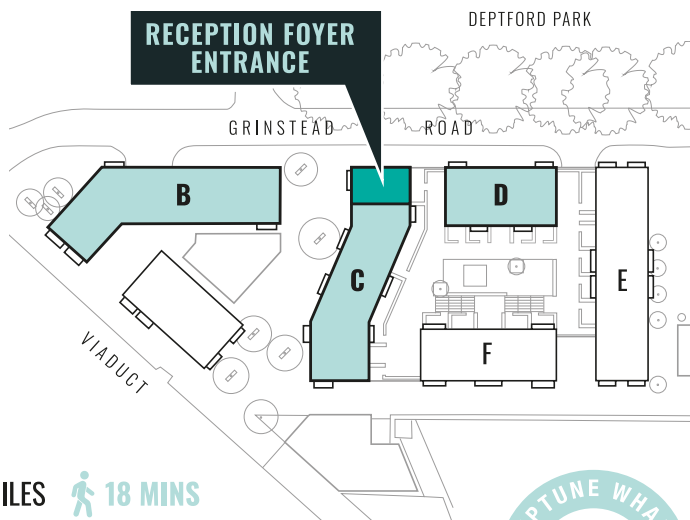 DEPTFORD PARK
RECEPTION FOYER
ENTRANCE
GRINSTEAD ROAD
B
D
C
E
F
VIADUCT
ILES
18 MINS
PTUNE WHA